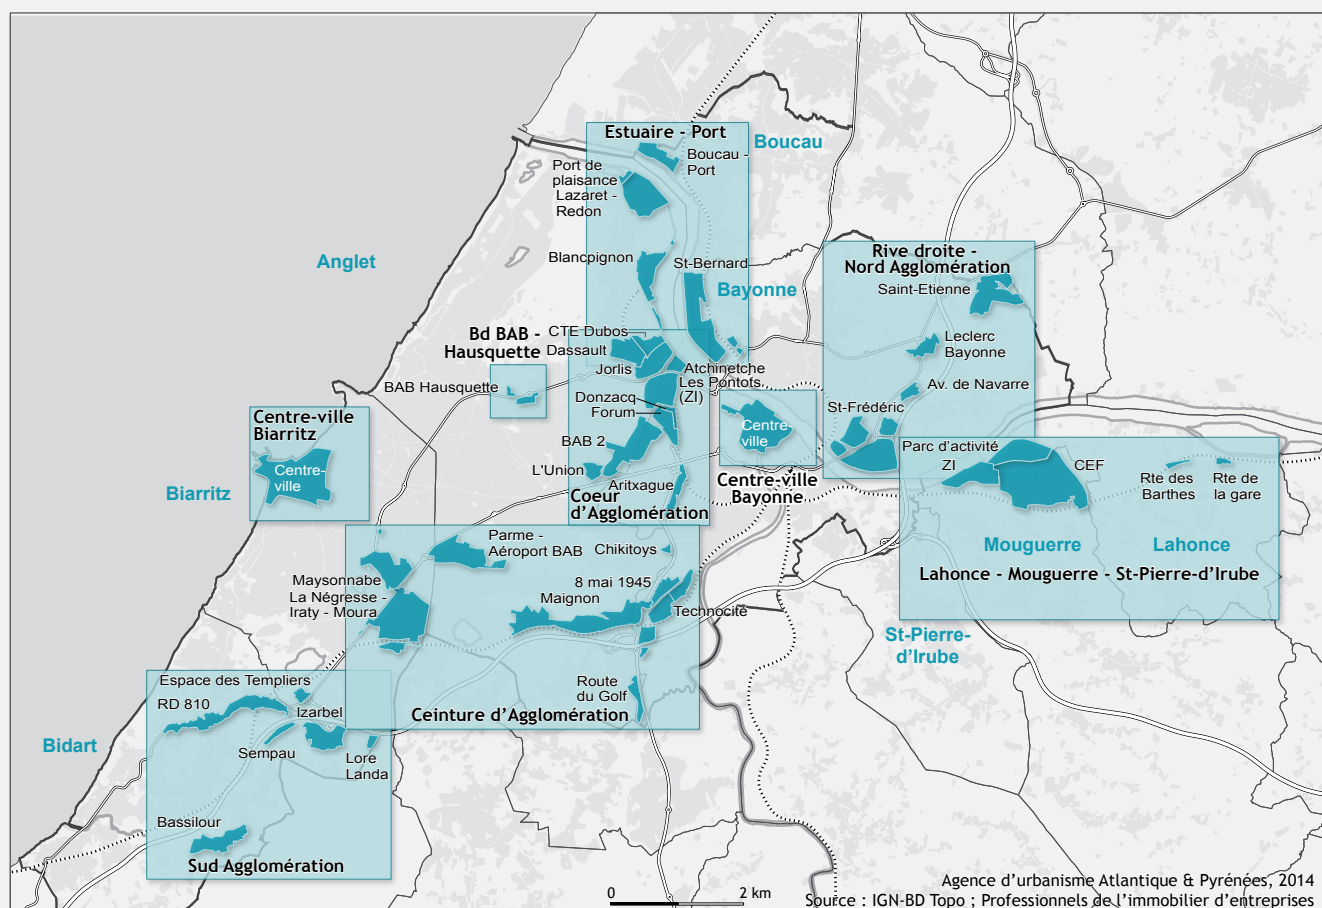 Estuaire - Port
Boucau
Boucau -
Port
Port de
plaisance
Lazaret -
Redon
Anglet
Blancpignon
St-Bernard
Bayonne
Rive droite -
Nord Agglomération
Saint-Etienne
Leclerc
Bayonne
Av. de Navarre
St-Frédéric
Bd BAB -
Hausquette
BAB Hausquette
CTE Dubos
Dassault
Jorlis
Atchinetche
Les Pontots
(ZI)
Donzacq
Forum
BAB 2
L'Union
Aritxague
Coeur
d'Agglomération
Centre-
ville
Centre-ville
Bayonne
Centre-ville
Biarritz
Centre-
ville
Biarritz
Parc d'activité
ZI
CEF
Rte des
Barthes
Rte de
la gare
Mouguerre
Lahonce
Lahonce - Mouguerre - St-Pierre-d'Irube
St-Pierre-
d'Irube
Parme -
Aéroport BAB
Chikitoys
Maysonnabe
La Négresse -
Iraty - Moura
8 mai 1945
Maignon
Technocité
Route
du Golf
Ceinture d'Agglomération
Espace des Templiers
RD 810
Izarbel
Sempau
Lore
Landa
Bidart
Bassilour
Sud Agglomération
0 2 km
Agence d'urbanisme Atlantique & Pyrénées, 2014
Source : IGN-BD Topo ; Professionnels de l'immobilier d'entreprises